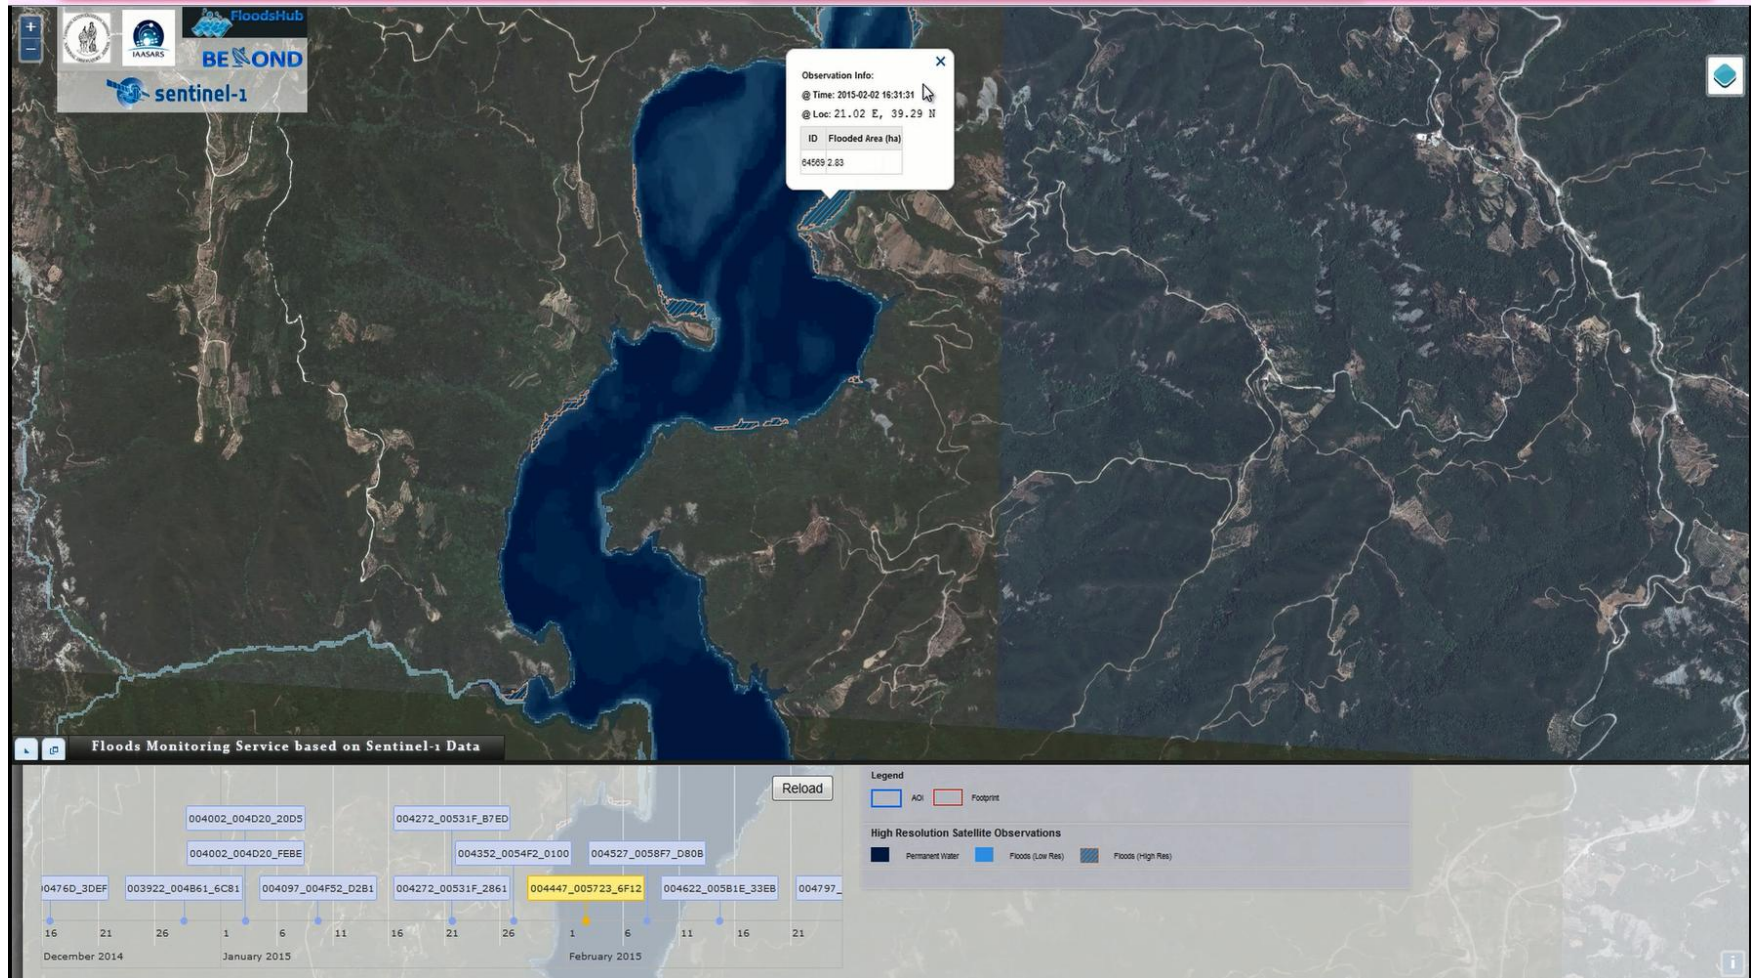 +
FloodsHub
−
IAASARS
BEYOND
sentinel-1
Observation Info:
@ Time: 2015-02-02 16:31:31
@ Loc: 21.02 E, 39.29 N
ID Flooded Area (ha)
64569 2.83
Floods Monitoring Service based on Sentinel-1 Data
Reload
004002_004D20_20D5 004272_00531F_B7ED
004002_004D20_FEBE 004352_0054F2_0100 004527_0058F7_D80B
0476D_3DEF 003922_004B61_6C81 004097_004F52_D2B1 004272_00531F_2861 004447_005723_6F12 004622_005B1E_33EB 004797_
16 21 26 1 6 11 16 21 26 1 6 11 16 21
December 2014 January 2015 February 2015
Legend
AOI Footprint
High Resolution Satellite Observations
Permanent Water Floods (Low Res) Floods (High Res)
i